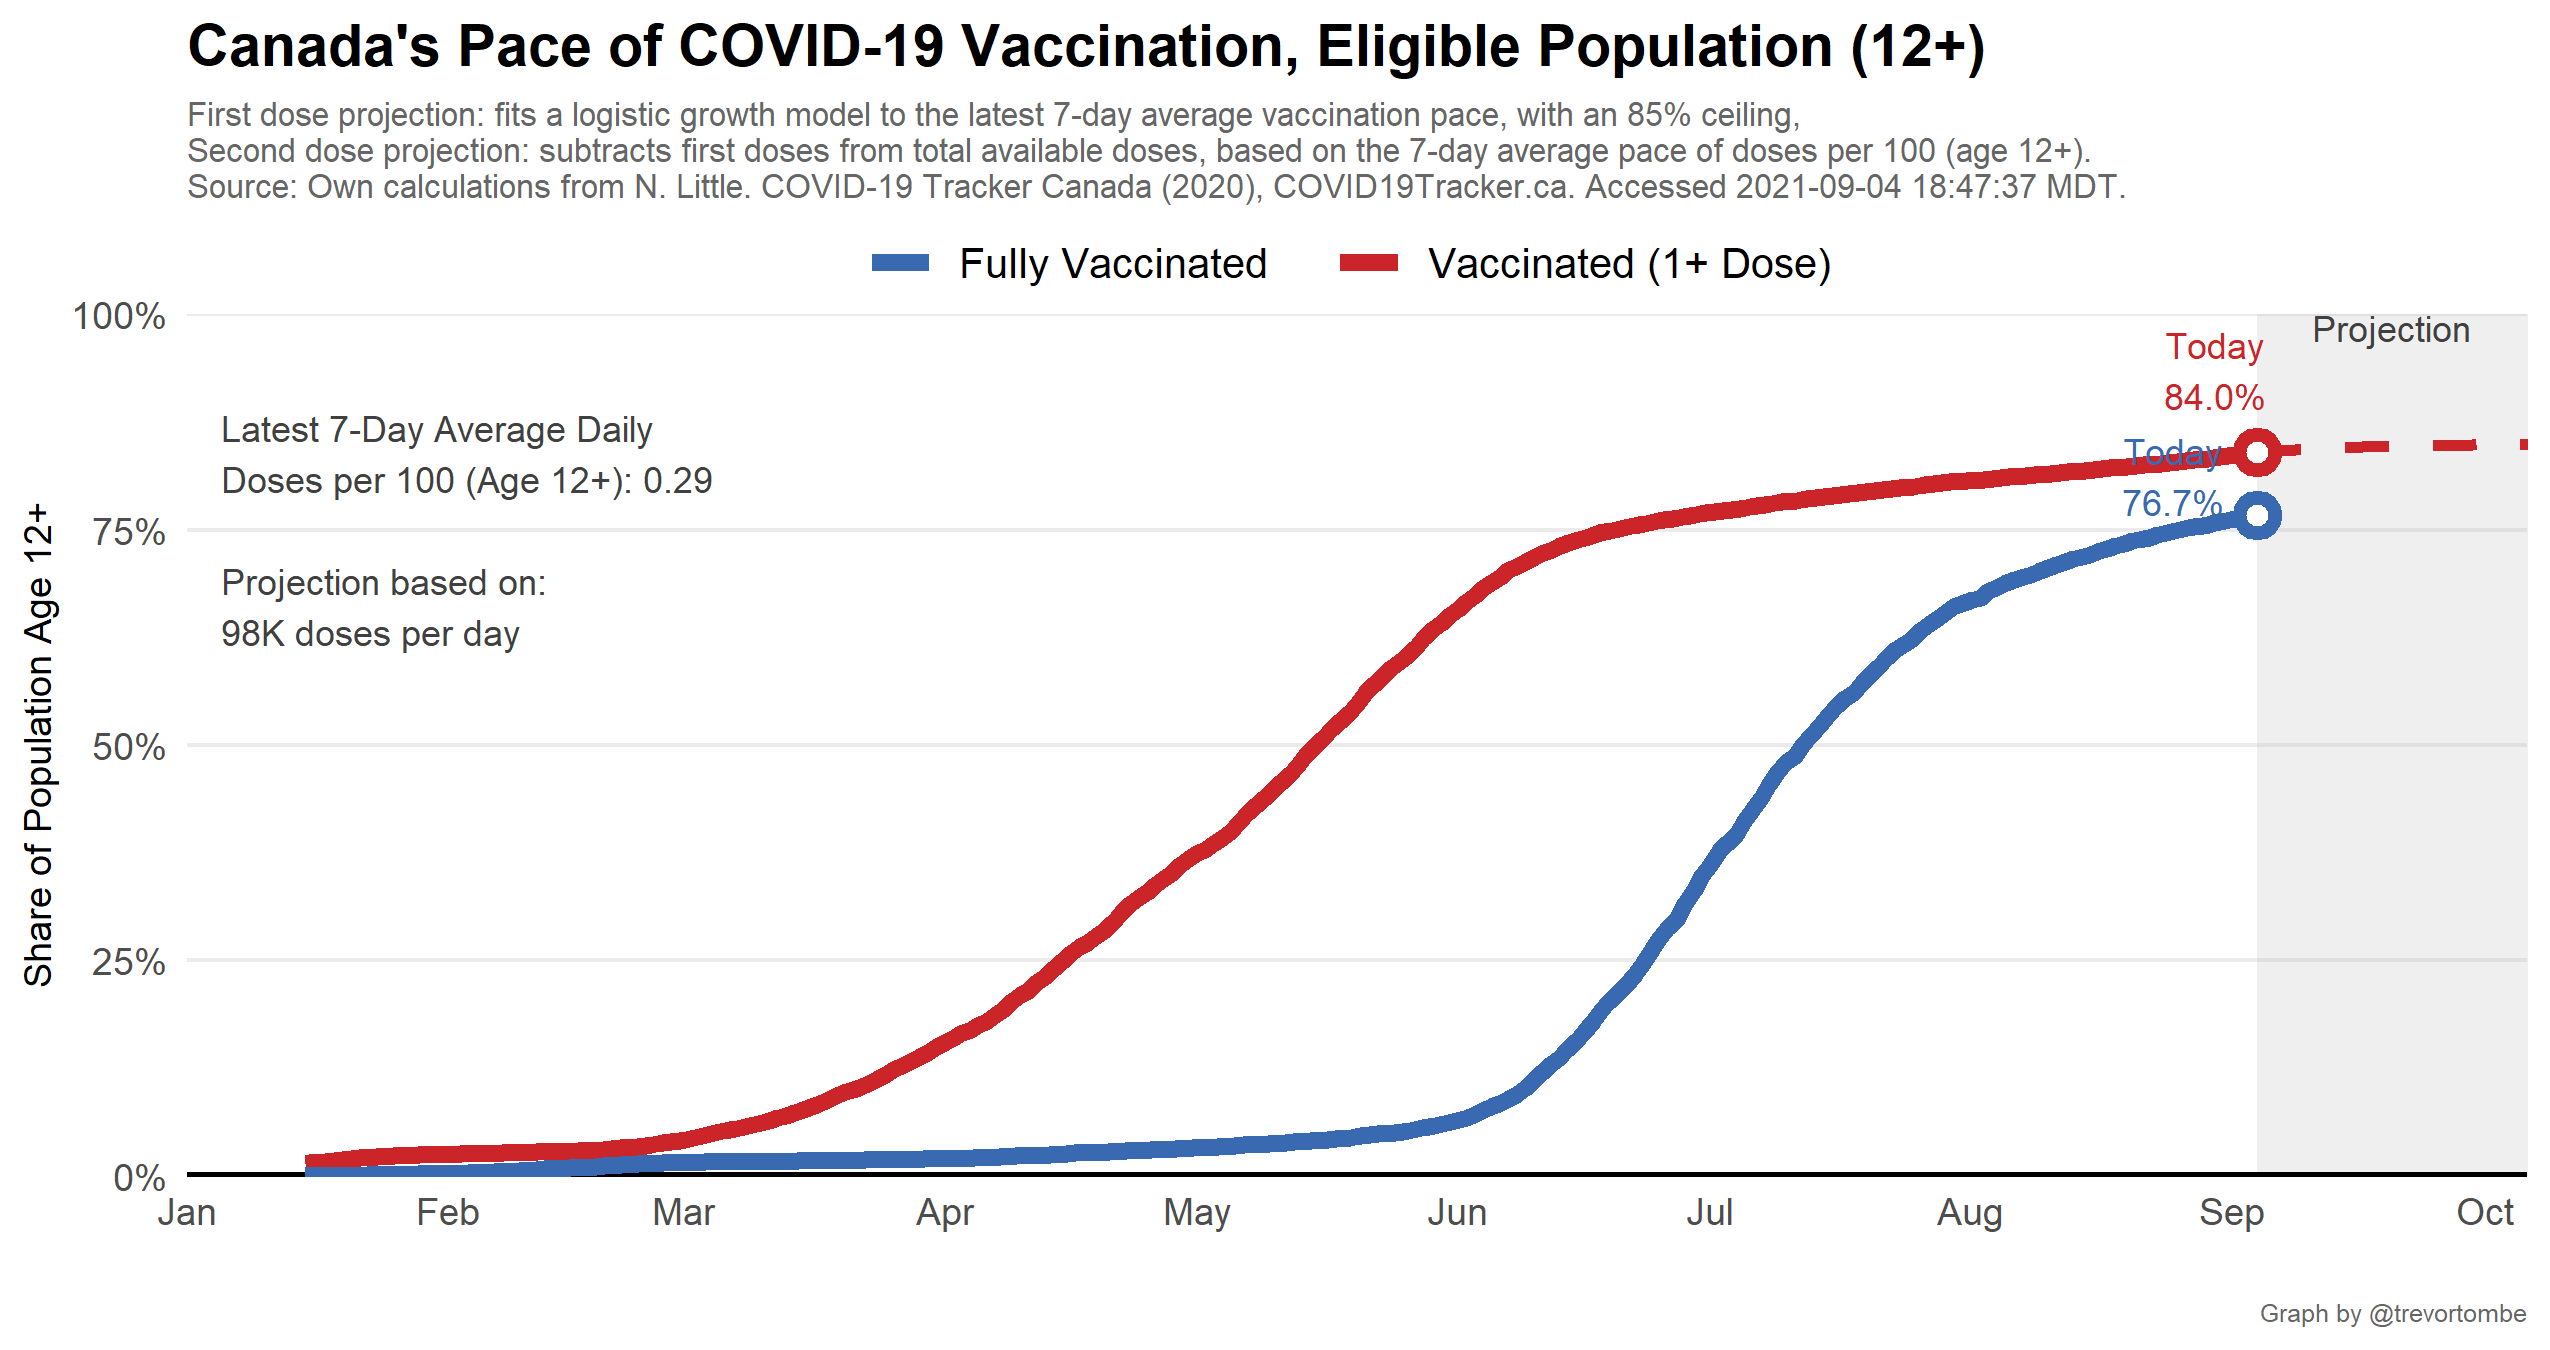 Canada's Pace of COVID-19 Vaccination, Eligible Population (12+)
First dose projection: fits a logistic growth model to the latest 7-day average vaccination pace, with an 85% ceiling,
Second dose projection: subtracts first doses from total available doses, based on the 7-day average pace of doses per 100 (age 12+).
Source: Own calculations from N. Little. COVID-19 Tracker Canada (2020), COVID19Tracker.ca. Accessed 2021-09-04 18:47:37 MDT.
Fully Vaccinated
Vaccinated (1+ Dose)
Share of Population Age 12+
100%
75%
50%
25%
0%
Latest 7-Day Average Daily
Doses per 100 (Age 12+): 0.29
Projection based on:
98K doses per day
Today
84.0%
Today
76.7%
Projection
Jan
Feb
Mar
Apr
May
Jun
Jul
Aug
Sep
Oct
Graph by @trevortombe